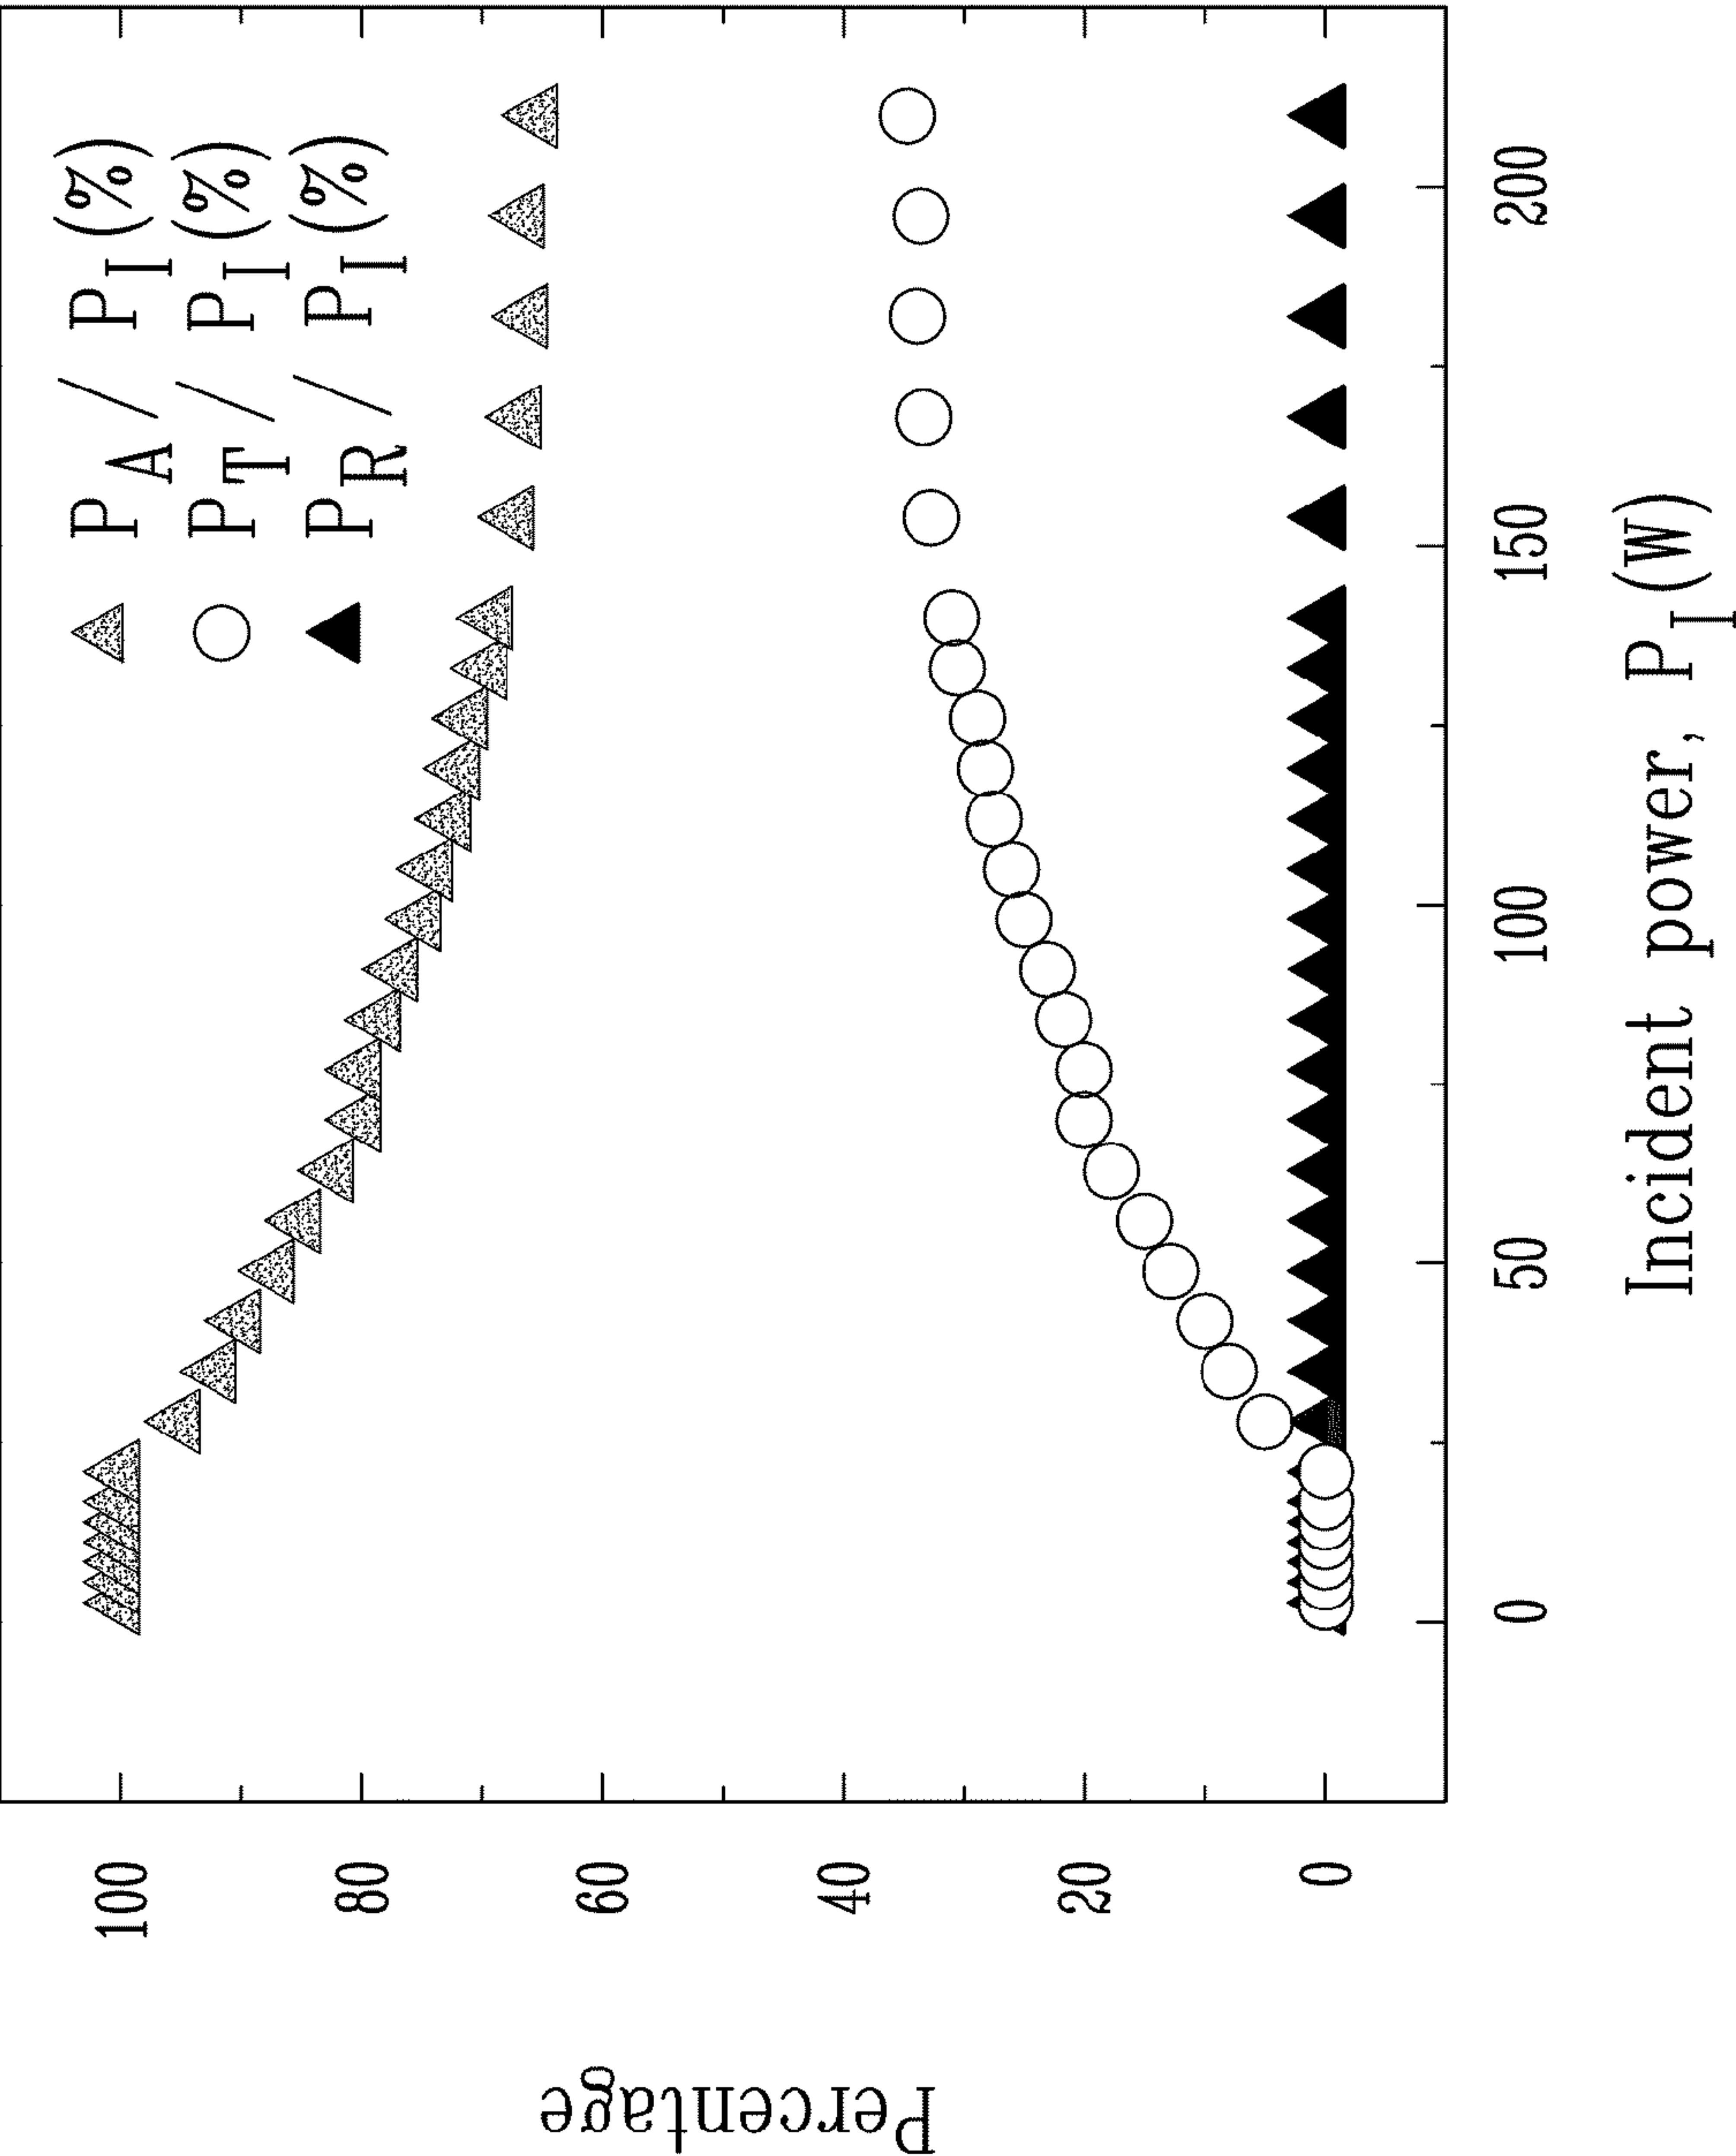 Percentage
100
80
60
40
20
0
P_A / P_I (%)
P_T / P_I (%)
P_R / P_I (%)
0 50 100 150 200
Incident power, P_I (W)